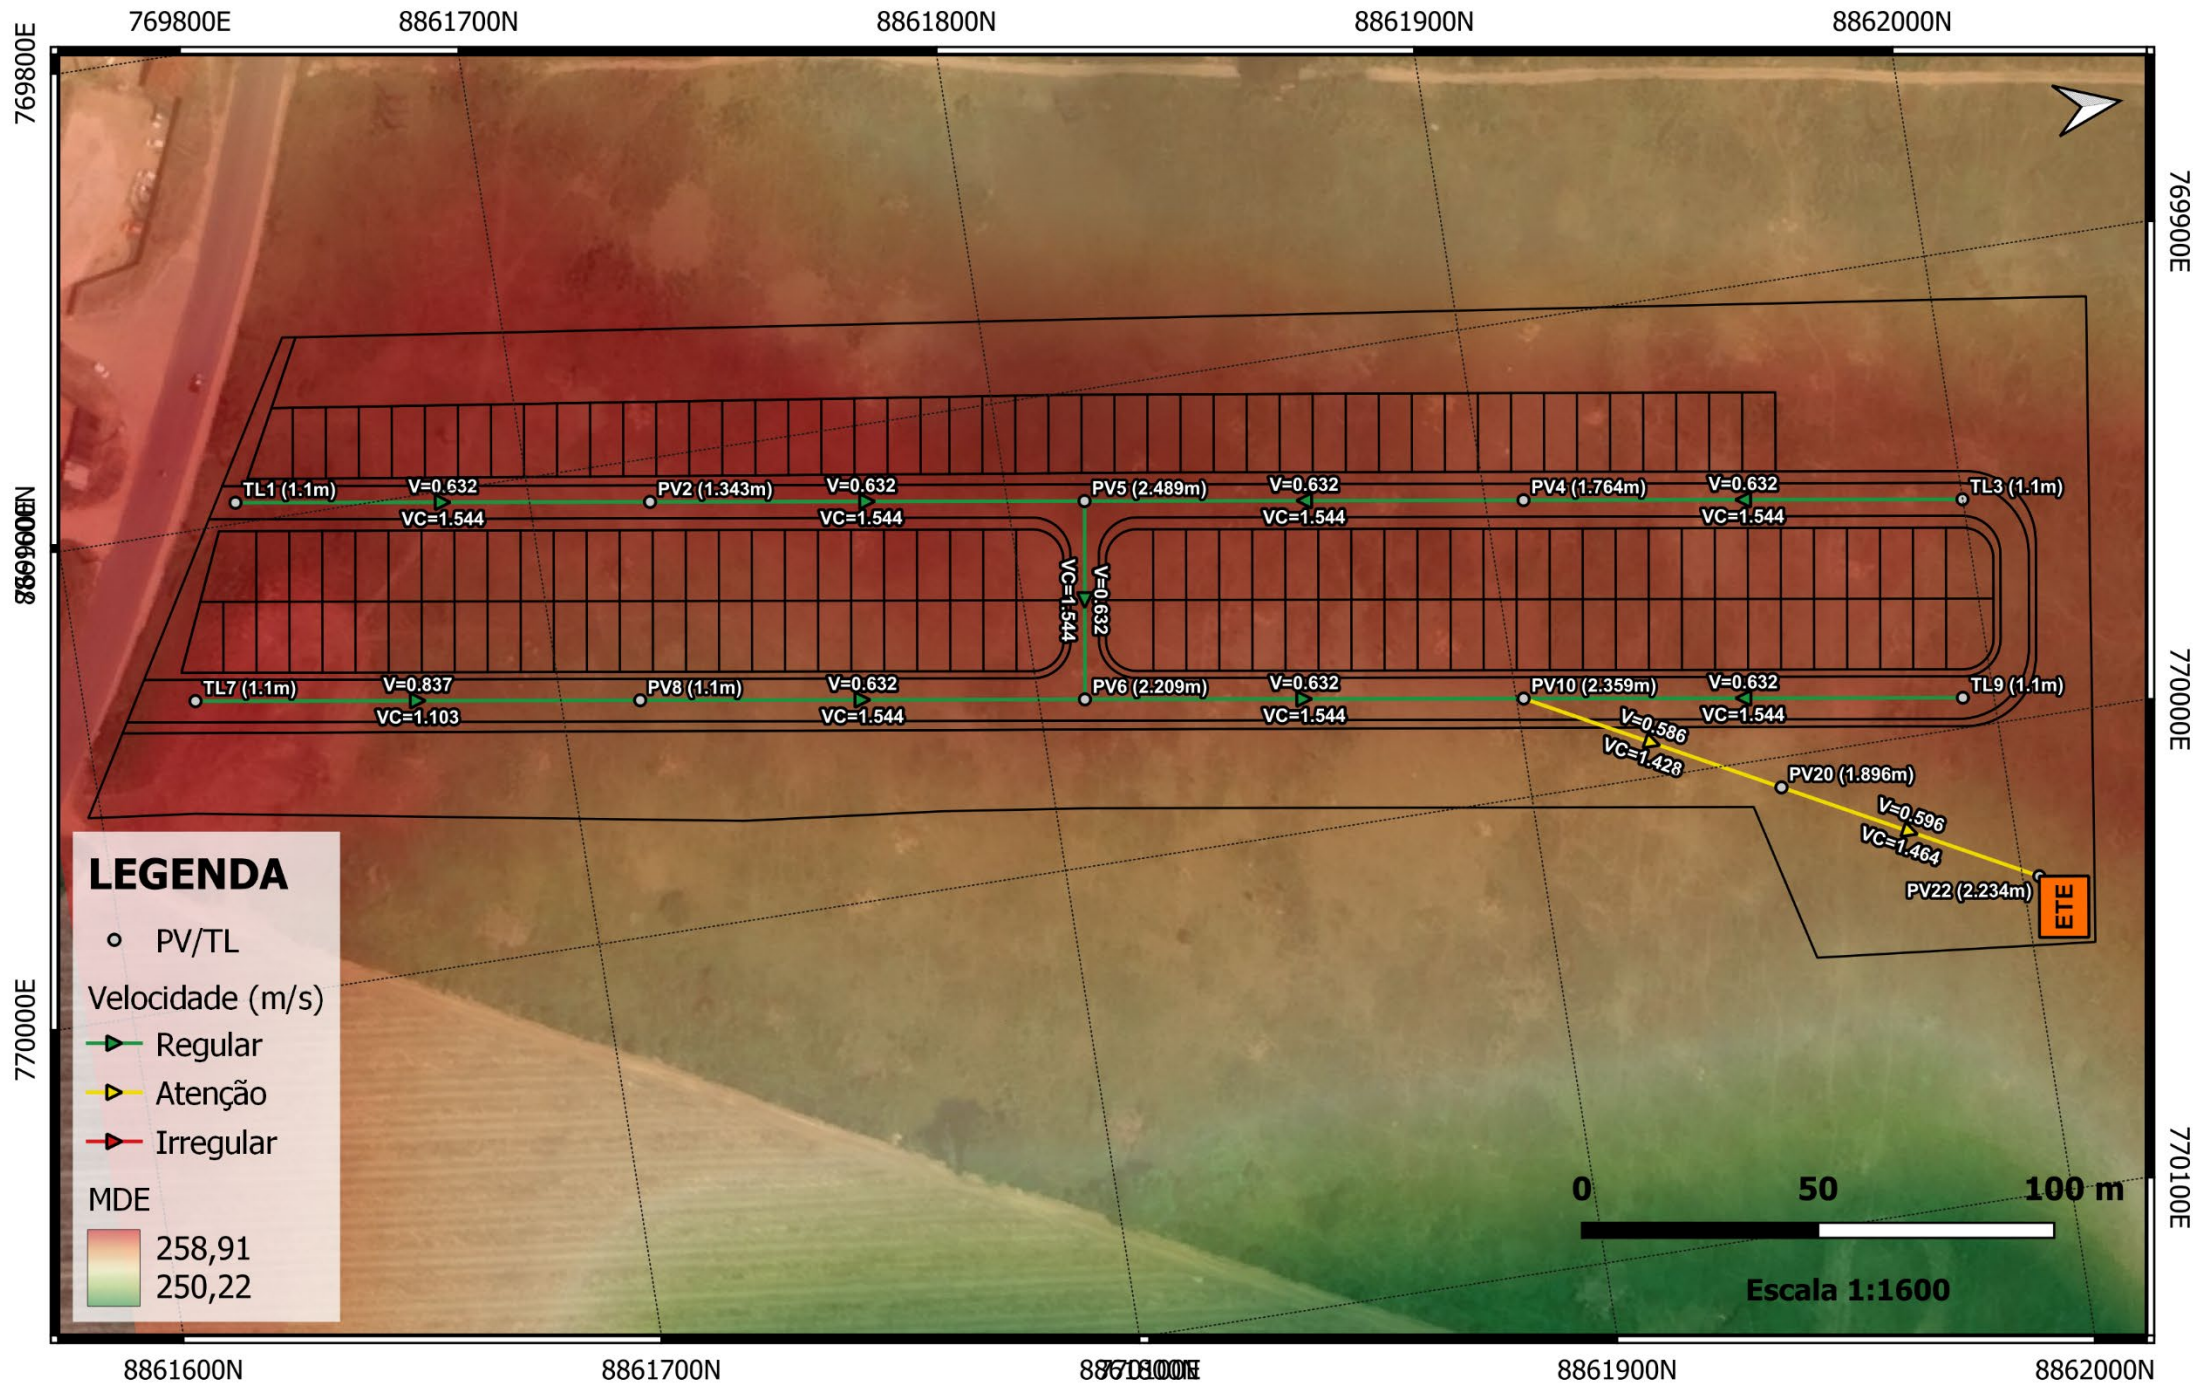 769800E 8861700N 8861800N 8861900N 8862000N
769800E
769900E
TL1 (1.1m) V=0.632 PV2 (1.343m) V=0.632 PV5 (2.489m) V=0.632 PV4 (1.764m) V=0.632 TL3 (1.1m)
VC=1.544 VC=1.544 VC=1.544 VC=1.544
VC=1.544 V=0.632
TL7 (1.1m) V=0.837 PV8 (1.1m) V=0.632 PV6 (2.209m) V=0.632 PV10 (2.359m) V=0.632 TL9 (1.1m)
VC=1.103 VC=1.544 VC=1.544 VC=1.544
770000E
V=0.586
VC=1.428
PV20 (1.896m)
V=0.596
VC=1.464
PV22 (2.234m)
ETE
LEGENDA
PV/TL
Velocidade (m/s)
Regular
Atenção
Irregular
MDE
258,91
250,22
770000E
770100E
0 50 100 m
Escala 1:1600
8861600N 8861700N 8861900N 8862000N